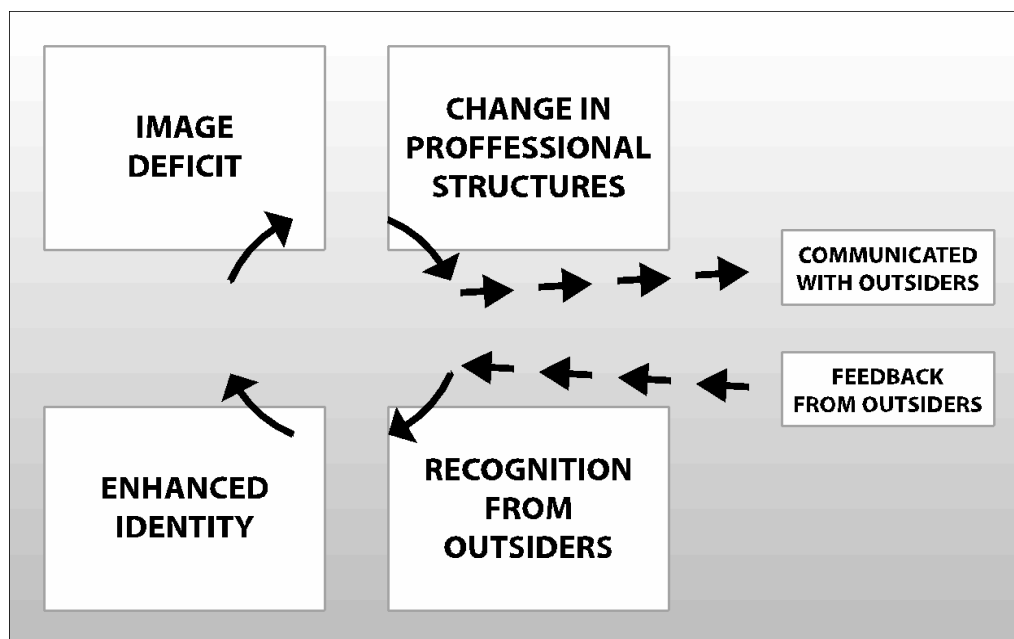 IMAGE
DEFICIT
CHANGE IN
PROFFESSIONAL
STRUCTURES
COMMUNICATED
WITH OUTSIDERS
FEEDBACK
FROM OUTSIDERS
ENHANCED
IDENTITY
RECOGNITION
FROM
OUTSIDERS